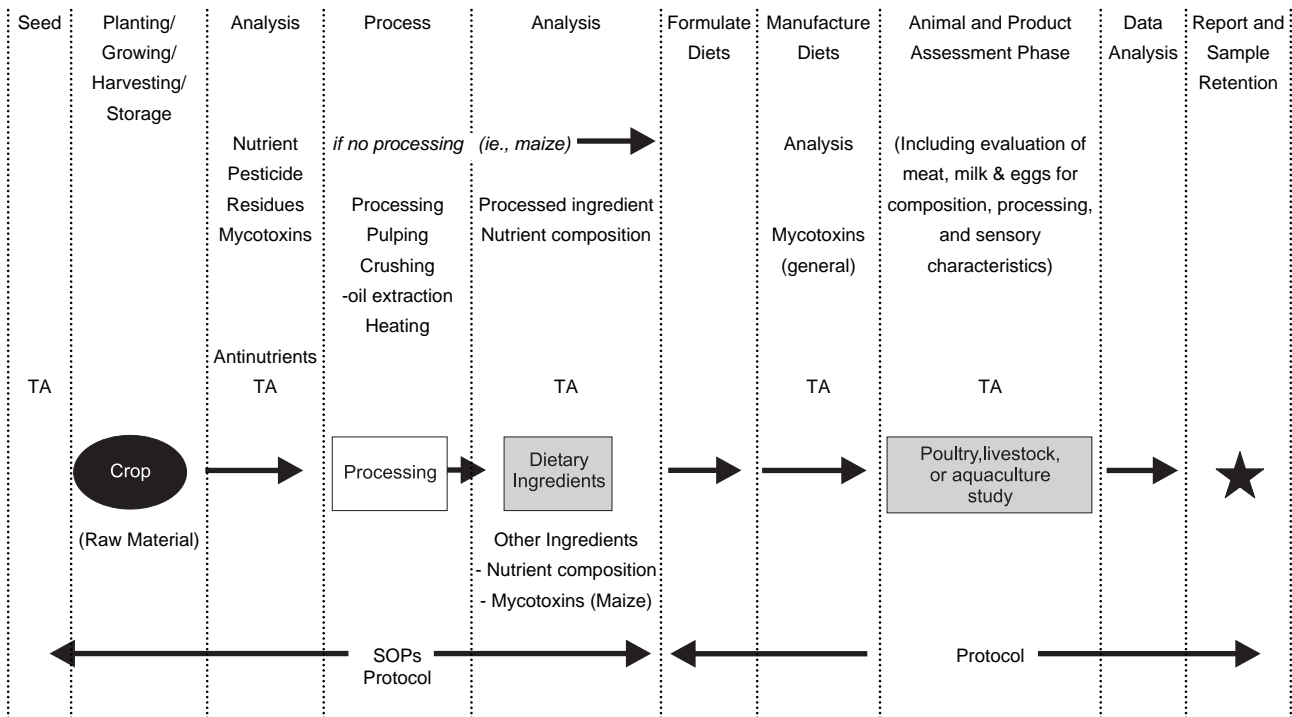 Seed
Planting/
Growing/
Harvesting/
Storage
Analysis
Process
Analysis
Formulate
Diets
Manufacture
Diets
Animal and Product
Assessment Phase
Data
Analysis
Report and
Sample
Retention
Nutrient
Pesticide
Residues
Mycotoxins
if no processing (ie., maize)
Processing
Pulping
Crushing
-oil extraction
Heating
Processed ingredient
Nutrient composition
Analysis
Mycotoxins
(general)
(Including evaluation of
meat, milk & eggs for
composition, processing,
and sensory
characteristics)
Antinutrients
TA
TA
TA
TA
TA
Crop
Processing
Dietary
Ingredients
Poultry,livestock,
or aquaculture
study
(Raw Material)
Other Ingredients
- Nutrient composition
- Mycotoxins (Maize)
SOPs
Protocol
Protocol